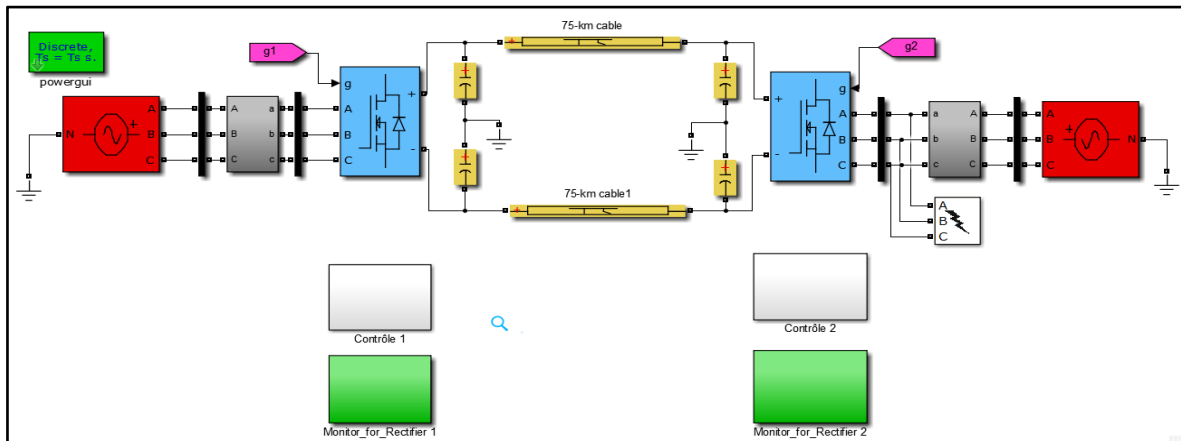 75-km cable
Discrete,
Ts = Ts s.
powergui
g1
g2
g
A
B
C
+
-
N
A
B
C
A
B
C
a
b
c
+
-
g
A
B
C
a
b
c
A
B
C
A
B
C
N
A
B
C
75-km cable1
Contrôle 1
Contrôle 2
Monitor_for_Rectifier 1
Monitor_for_Rectifier 2